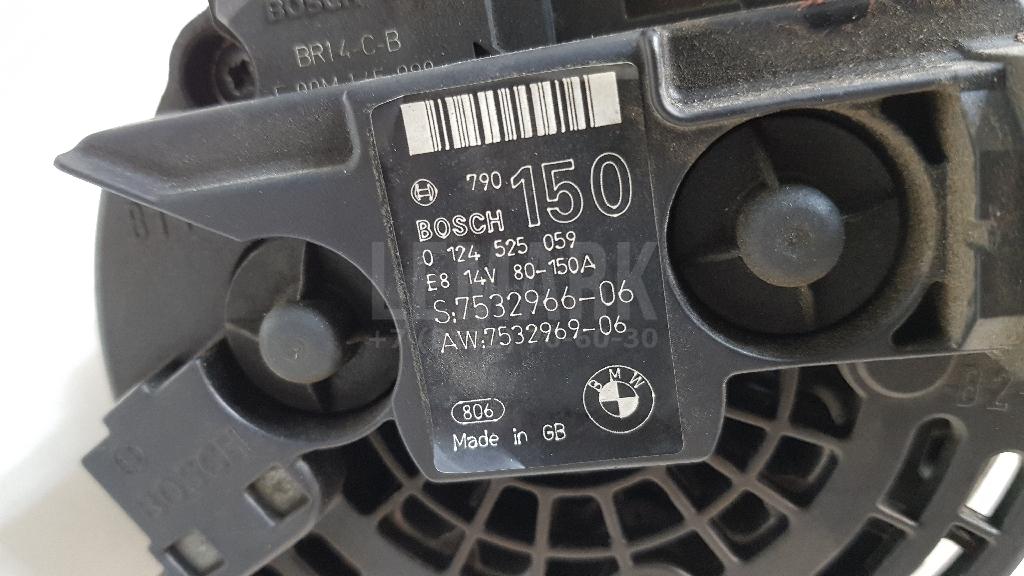 BOSCH
BR14-C-B
790 150
BOSCH
0 124 525 059
E8 14V 80-150A
S:7532966-06
AW:7532969-06
806
BMW
Made in GB
BOSCH